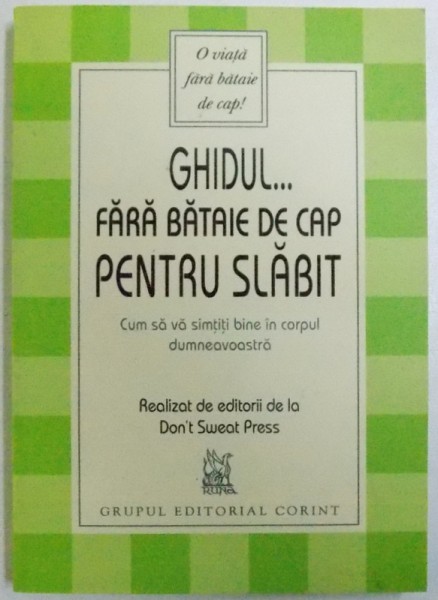 O viață
fără bătaie
de cap!
GHIDUL...
FĂRĂ BĂTAIE DE CAP
PENTRU SLĂBIT
Cum să vă simțiți bine în corpul
dumneavoastră
Realizat de editorii de la
Don't Sweat Press
RUNA
GRUPUL EDITORIAL CORINT